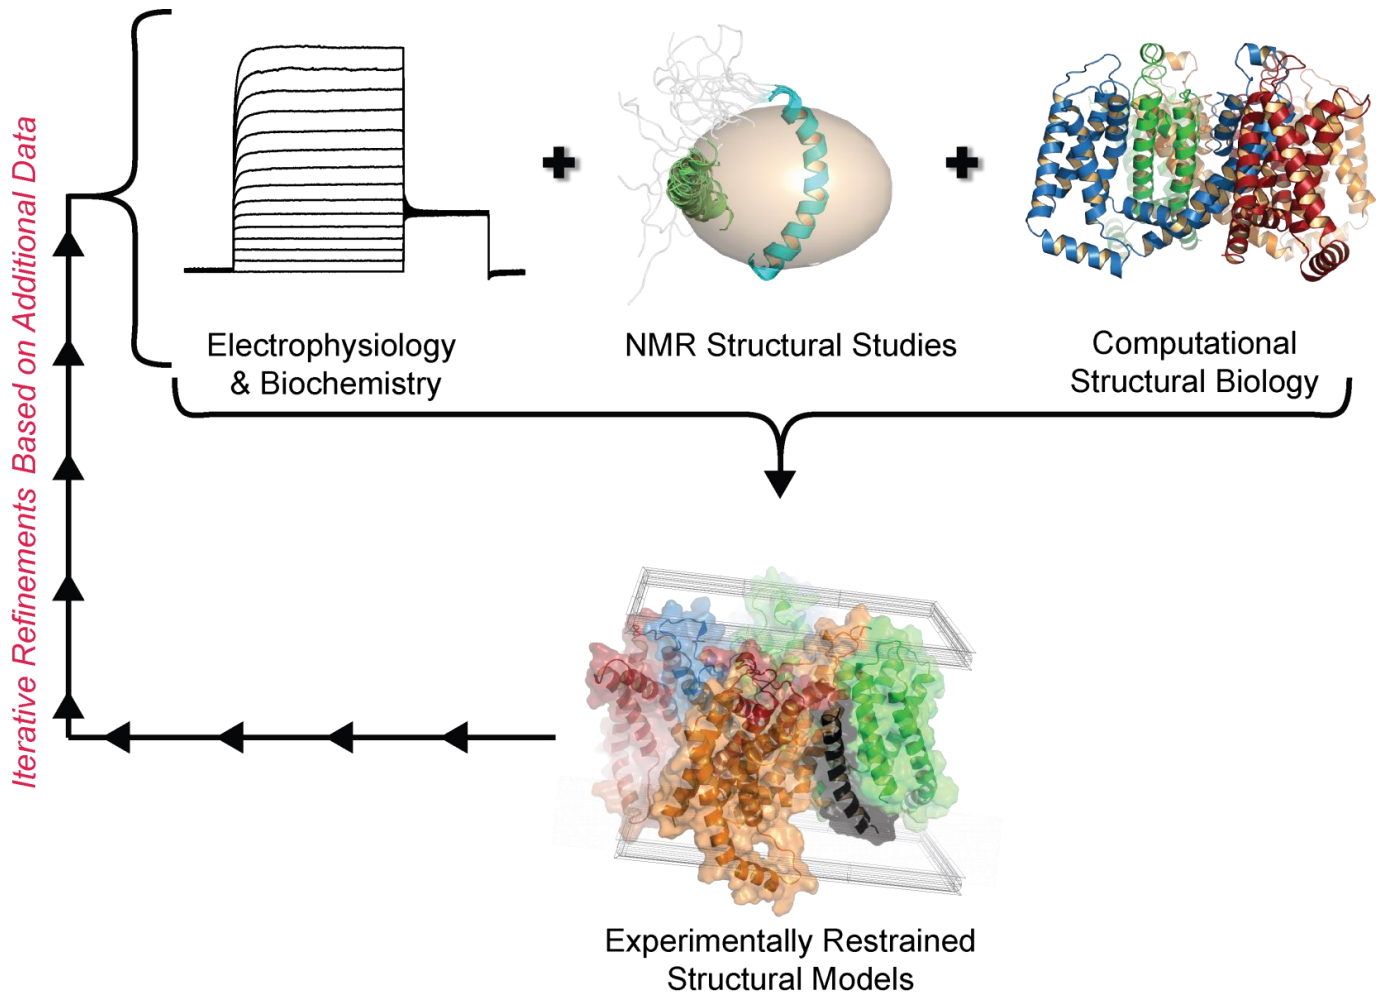 Iterative Refinements Based on Additional Data
Electrophysiology
& Biochemistry
NMR Structural Studies
Computational
Structural Biology
Experimentally Restrained
Structural Models